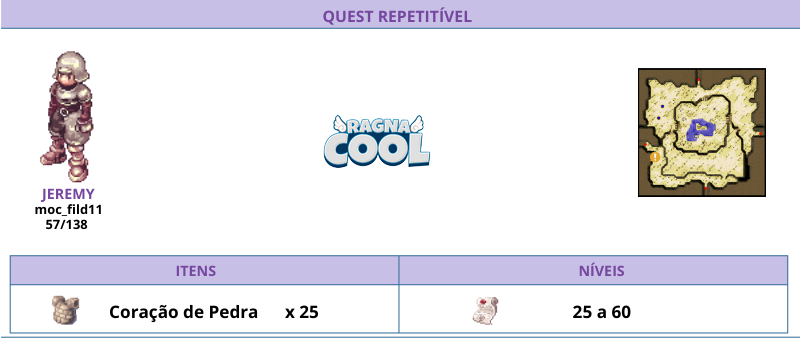 QUEST REPETITÍVEL
RAGNA
COOL
JEREMY
moc_fild11
57/138
ITENS
NÍVEIS
Coração de Pedra x 25
25 a 60